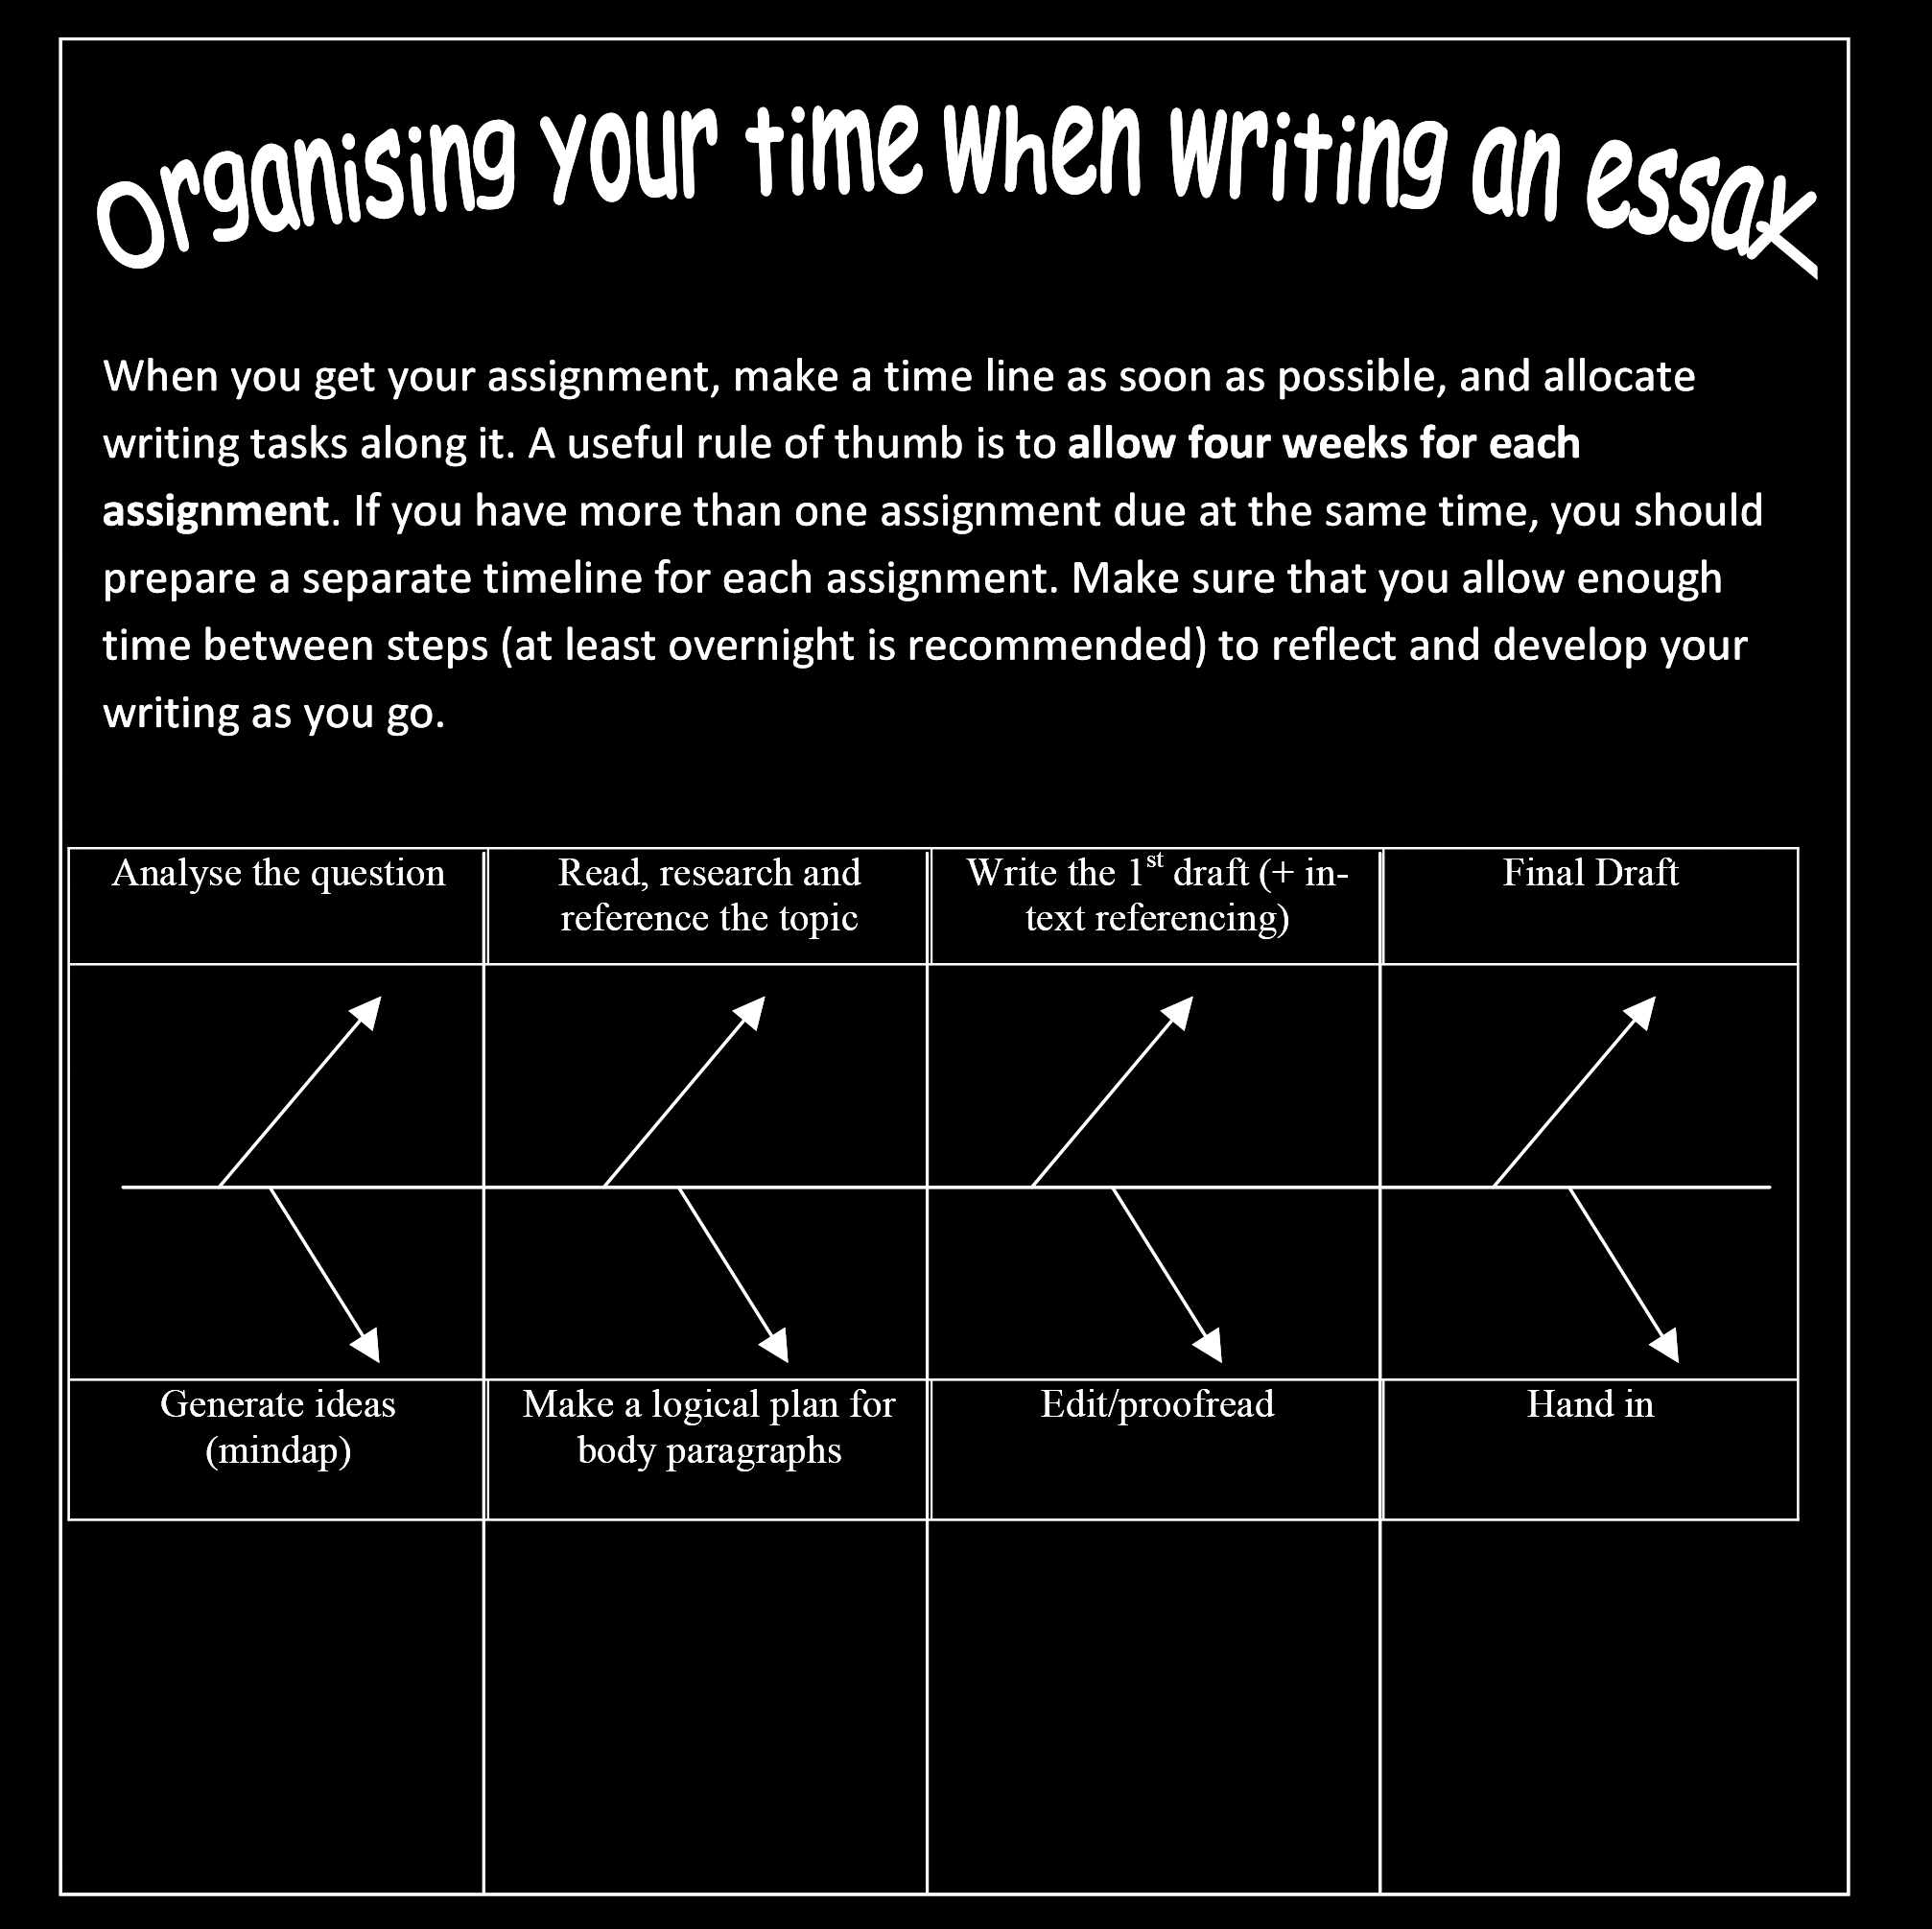 Organising your time when writing an essay
When you get your assignment, make a time line as soon as possible, and allocate
writing tasks along it. A useful rule of thumb is to allow four weeks for each
assignment. If you have more than one assignment due at the same time, you should
prepare a separate timeline for each assignment. Make sure that you allow enough
time between steps (at least overnight is recommended) to reflect and develop your
writing as you go.
Analyse the question
Read, research and
reference the topic
Write the 1st draft (+ in-
text referencing)
Final Draft
Generate ideas
(mindap)
Make a logical plan for
body paragraphs
Edit/proofread
Hand in